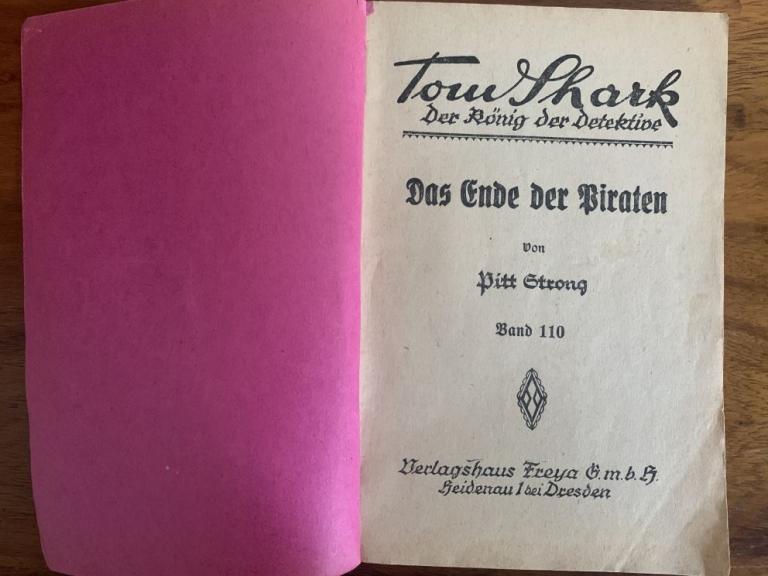 Tom Shark
Der König der Detektive
Das Ende der Piraten
von
Pitt Strong
Band 110
Verlagshaus Freya G.m.b.H.
Heidenau 1 bei Dresden